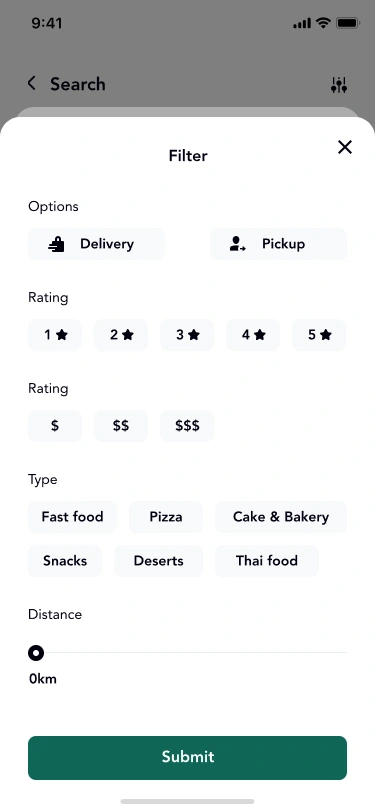 9:41
Search
Filter
Options
Delivery Pickup
Rating
1 2 3 4 5
Rating
$ $$ $$$
Type
Fast food Pizza Cake & Bakery
Snacks Deserts Thai food
Distance
0km
Submit